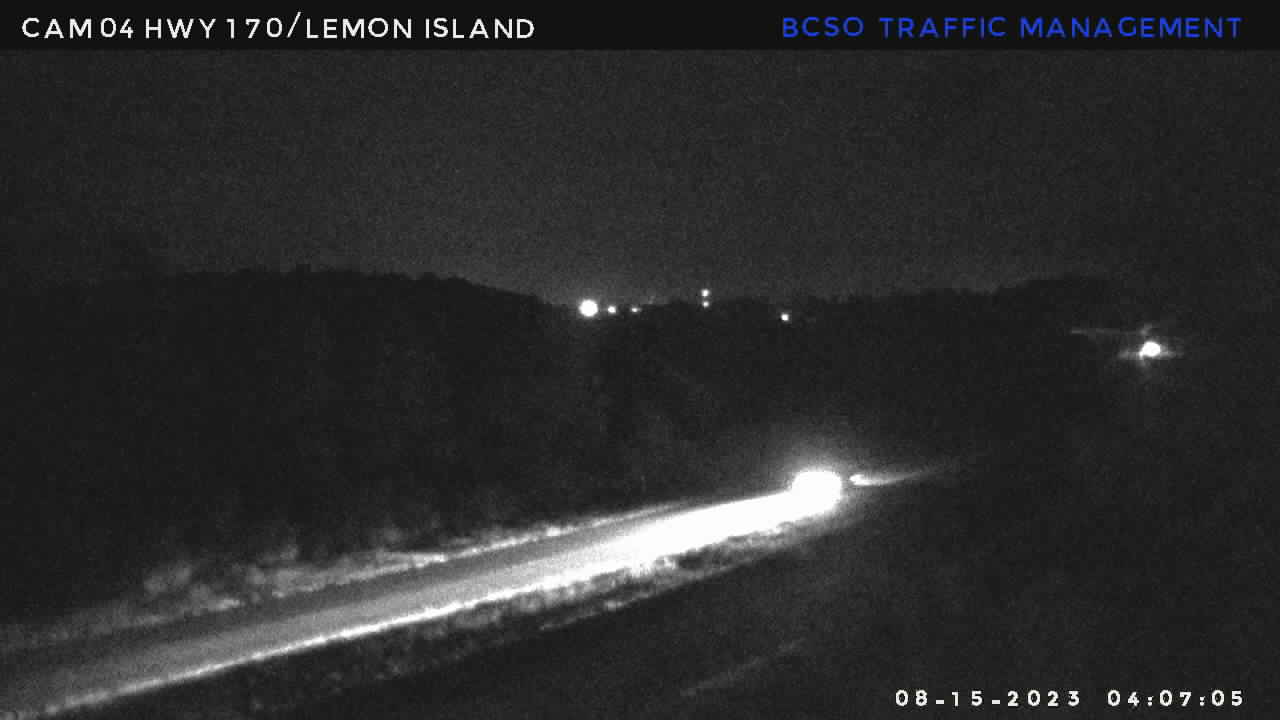 CAM04 HWY 170/LEMON ISLAND
BCSO TRAFFIC MANAGEMENT
08-15-2023 04:07:05